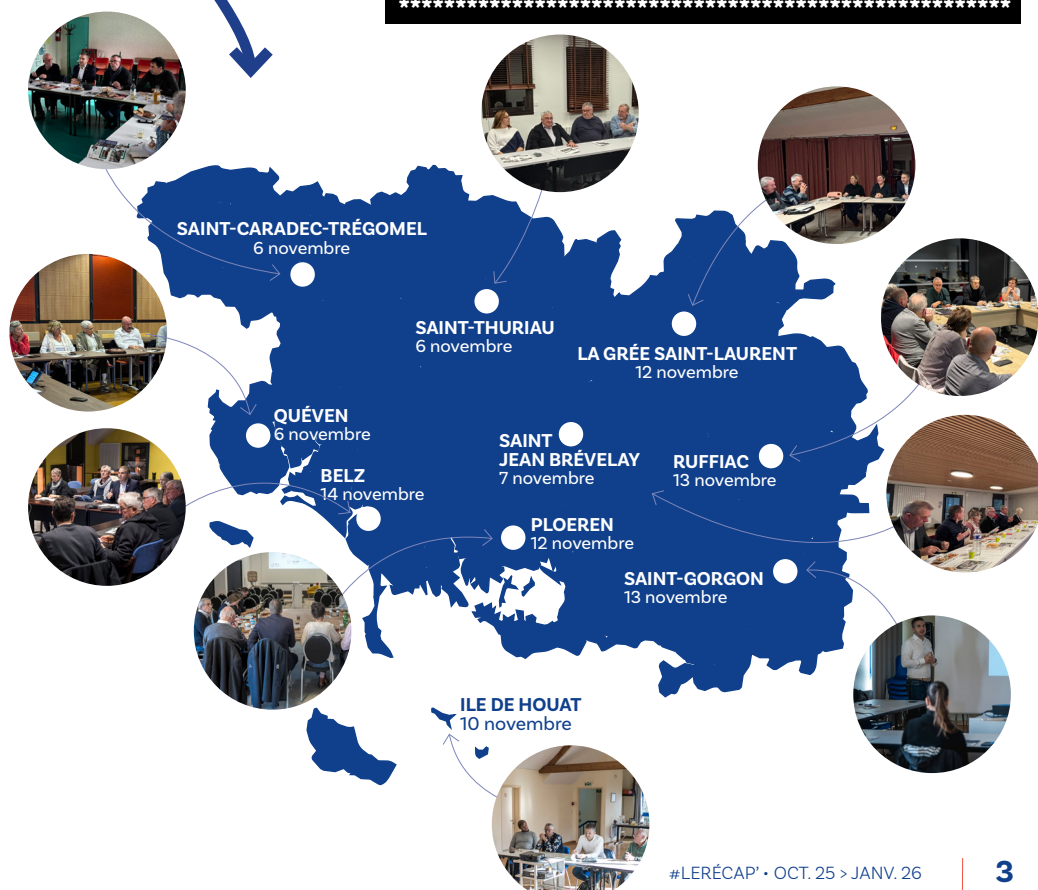 ************************************************************
SAINT-CARADEC-TRÉGOMEL
6 novembre
SAINT-THURIAU
6 novembre
LA GRÉE SAINT-LAURENT
12 novembre
QUÉVEN
6 novembre
SAINT
JEAN BRÉVELAY
7 novembre
RUFFIAC
13 novembre
BELZ
14 novembre
PLOEREN
12 novembre
SAINT-GORGON
13 novembre
ILE DE HOUAT
10 novembre
#LERÉCAP' • OCT. 25 > JANV. 26
3